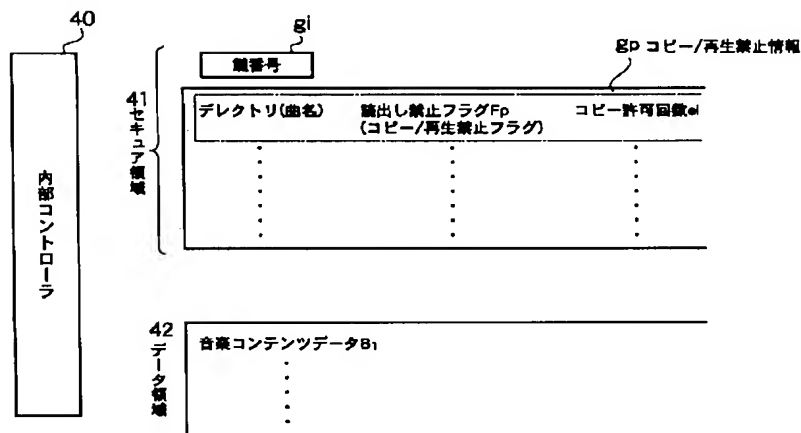 40
gi
gp コピー/再生禁止情報
鍵番号
41
セキュア領域
デレクトリ(曲名)
読出し禁止フラグFp
(コピー/再生禁止フラグ)
コピー許可回数ei
内部コントローラ
42
データ領域
音楽コンテンツデータB1